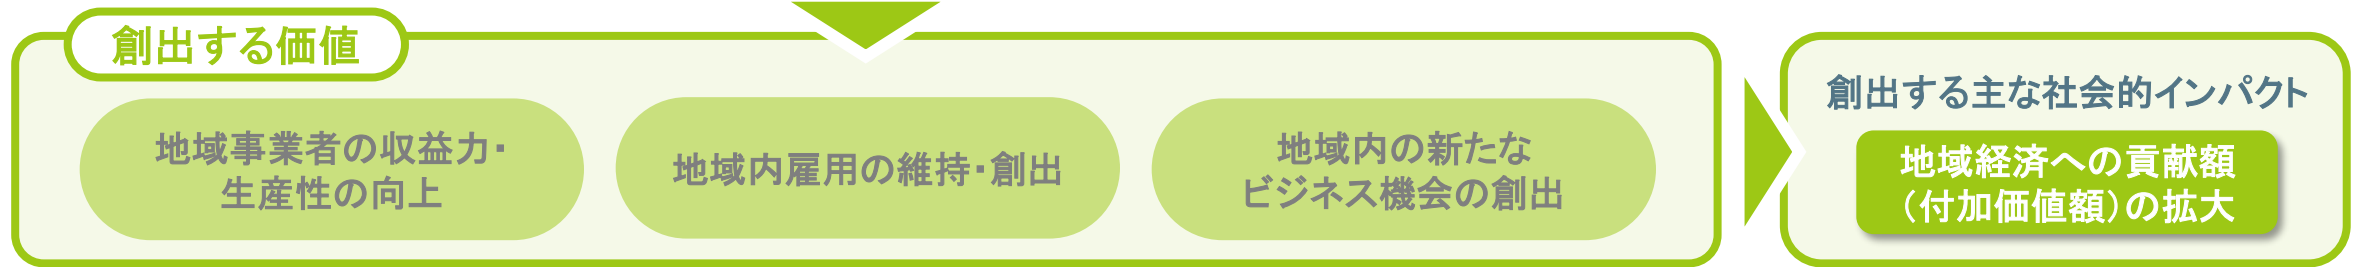 創出する価値
地域事業者の収益力・
生産性の向上
地域内雇用の維持・創出
地域内の新たな
ビジネス機会の創出
創出する主な社会的インパクト
地域経済への貢献額
（付加価値額）の拡大